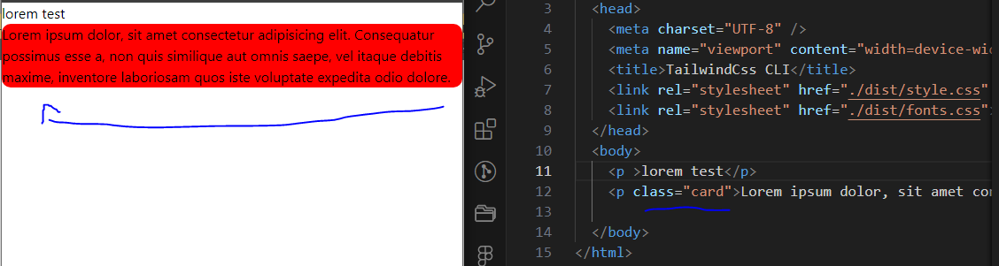 lorem test
Lorem ipsum dolor, sit amet consectetur adipisicing elit. Consequatur
possimus esse a, non quis similique aut omnis saepe, vel itaque debitis
maxime, inventore laboriosam quos iste voluptate expedita odio dolore.
3 <head>
4 <meta charset="UTF-8" />
5 <meta name="viewport" content="width=device-wid
6 <title>TailwindCss CLI</title>
7 <link rel="stylesheet" href="./dist/style.css"
8 <link rel="stylesheet" href="./dist/fonts.css"
9 </head>
10 <body>
11 <p >lorem test</p>
12 <p class="card">Lorem ipsum dolor, sit amet con
13
14 </body>
15 </html>